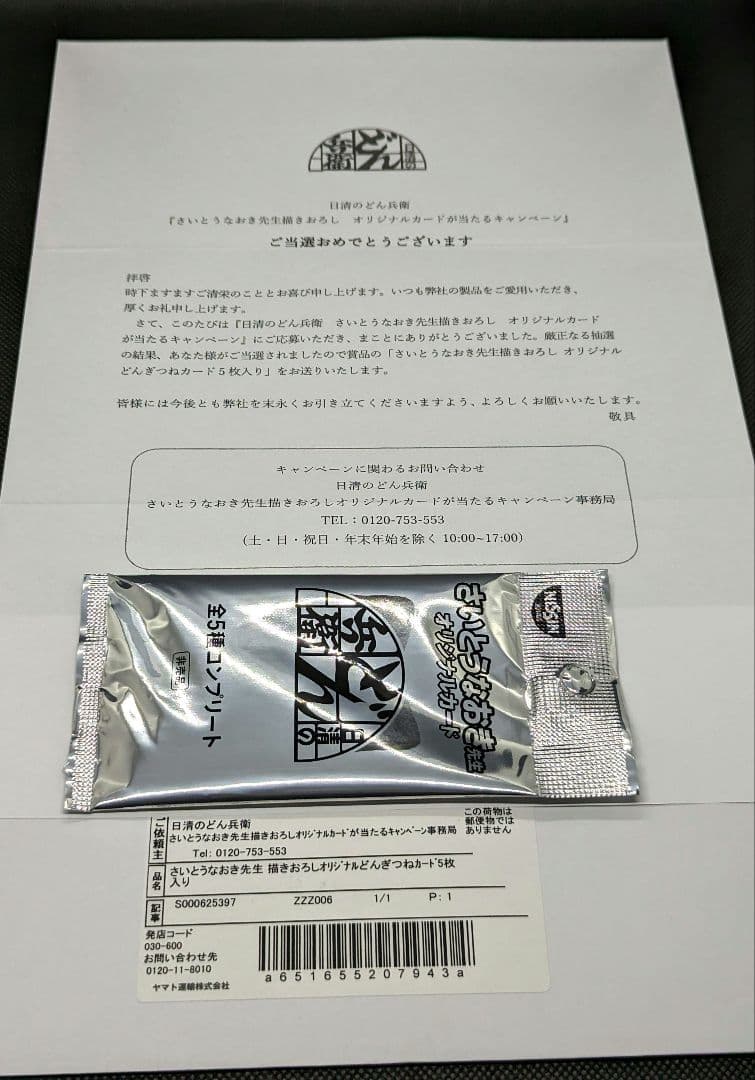 日清の
どん
兵衛
日清のどん兵衛
『さいとうなおき先生描きおろし　オリジナルカードが当たるキャンペーン』
ご当選おめでとうございます
拝啓
時下ますますご清栄のこととお喜び申し上げます。いつも弊社の製品をご愛用いただき、
厚くお礼申し上げます。
さて、このたびは『日清のどん兵衛　さいとうなおき先生描きおろし　オリジナルカード
が当たるキャンペーン』にご応募いただき、まことにありがとうございました。厳正なる抽選
の結果、あなた様がご当選されましたので賞品の「さいとうなおき先生描きおろし オリジナル
どんぎつねカード５枚入り」をお送りいたします。
皆様には今後とも弊社を末永くお引き立てくださいますよう、よろしくお願いいたします。
敬具
キャンペーンに関わるお問い合わせ
日清のどん兵衛
さいとうなおき先生描きおろしオリジナルカードが当たるキャンペーン事務局
TEL：0120-753-553
（土・日・祝日・年末年始を除く 10:00~17:00）
NISSIN
さいとうなおき先生
オリジナルカード
日清の
どん
兵衛
全5種コンプリート
非売品
ご依頼主
日清のどん兵衛
さいとうなおき先生描きおろしオリジナルカードが当たるキャンペーン事務局
Tel: 0120-753-553
この荷物は
郵便物では
ありません
品名
さいとうなおき先生 描きおろしオリジナルどんぎつねカード5枚
入り
記事
S000625397 ZZZ006 1/1 P: 1
発店コード
030-600
お問い合わせ先
0120-11-8010
ヤマト運輸株式会社
a651655207943a